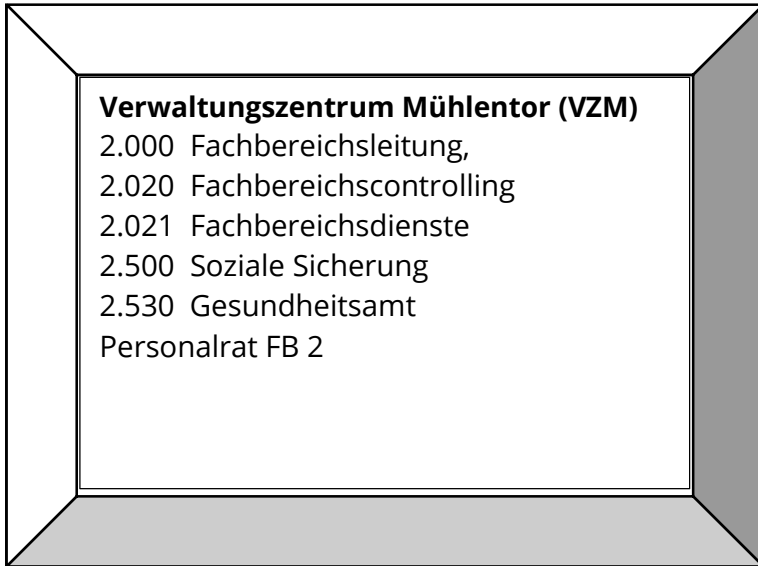 Verwaltungszentrum Mühlentor (VZM)
2.000 Fachbereichsleitung,
2.020 Fachbereichscontrolling
2.021 Fachbereichsdienste
2.500 Soziale Sicherung
2.530 Gesundheitsamt
Personalrat FB 2